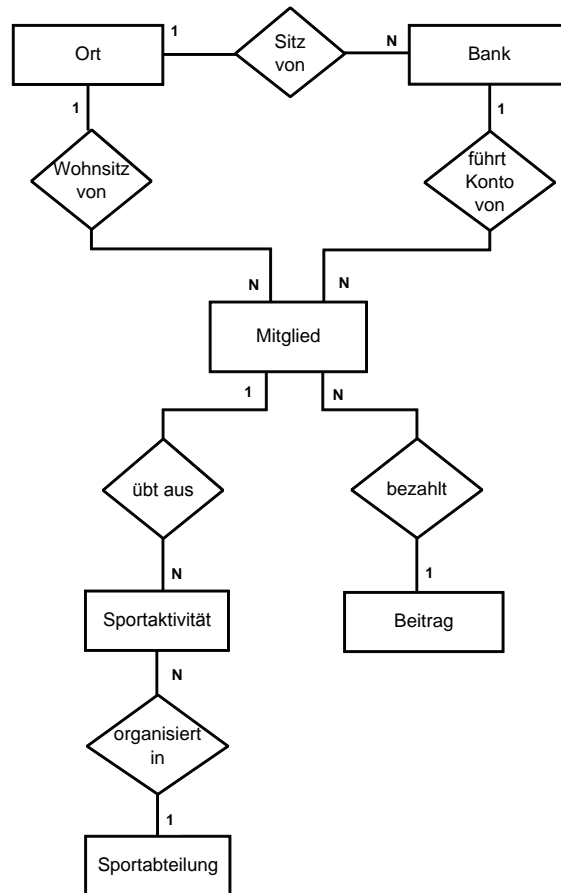 Ort
1
Sitz
von
N
Bank
1
1
Wohnsitz
von
führt
Konto
von
N
N
Mitglied
1
N
übt aus
bezahlt
N
1
Sportaktivität
Beitrag
N
organisiert
in
1
Sportabteilung